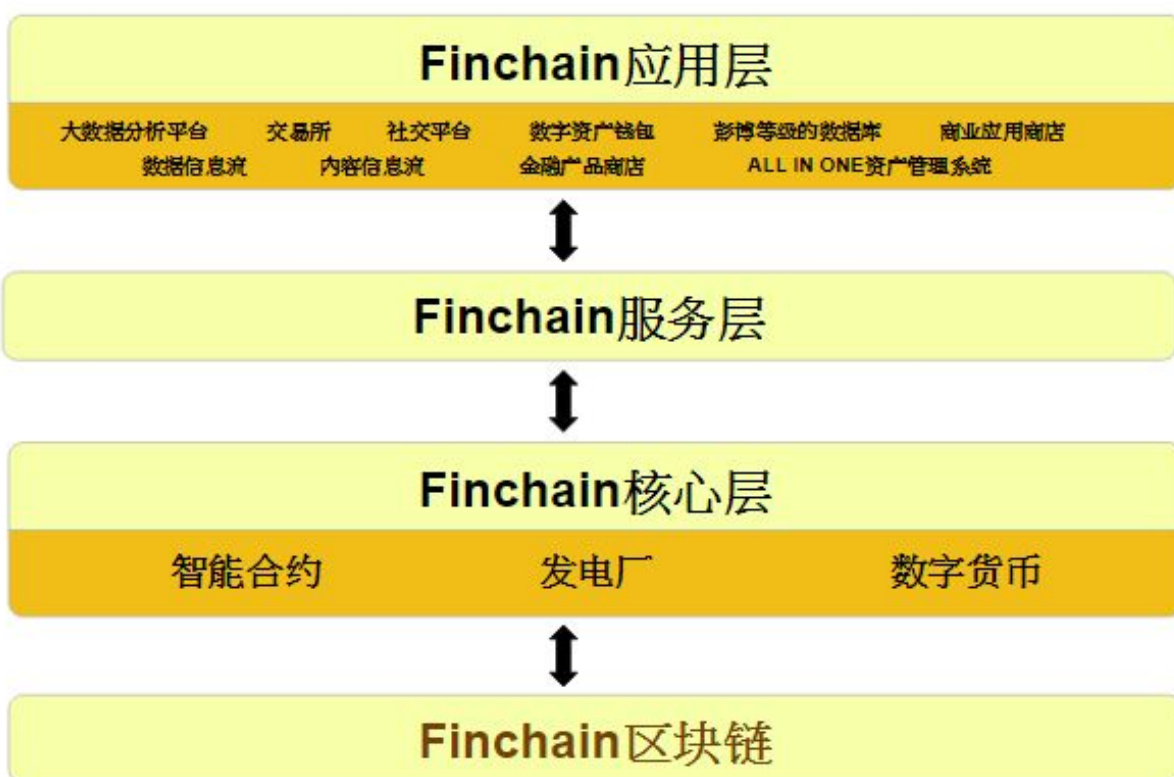 Finchain应用层
大数据分析平台 交易所 社交平台 数字资产钱包 彭博等级的数据库 商业应用商店
数据信息流 内容信息流 金融产品商店 ALL IN ONE资产管理系统
Finchain服务层
Finchain核心层
智能合约 发电厂 数字货币
Finchain区块链